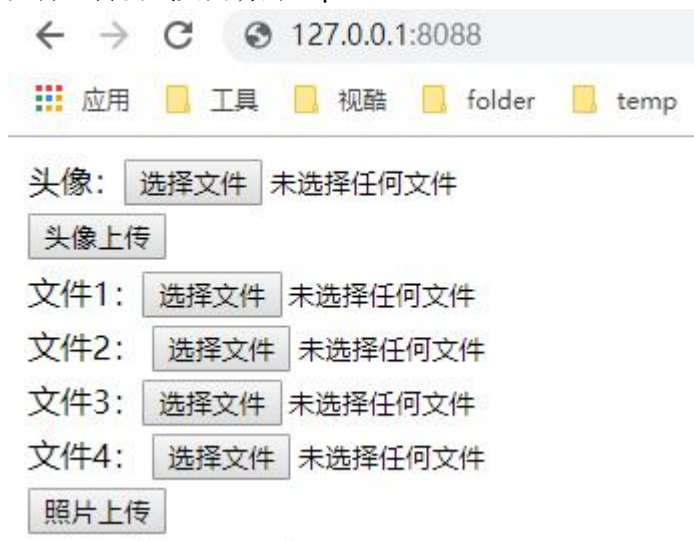 127.0.0.1:8088
应用 工具 视酷 folder temp
头像： 选择文件 未选择任何文件
头像上传
文件1： 选择文件 未选择任何文件
文件2： 选择文件 未选择任何文件
文件3： 选择文件 未选择任何文件
文件4： 选择文件 未选择任何文件
照片上传